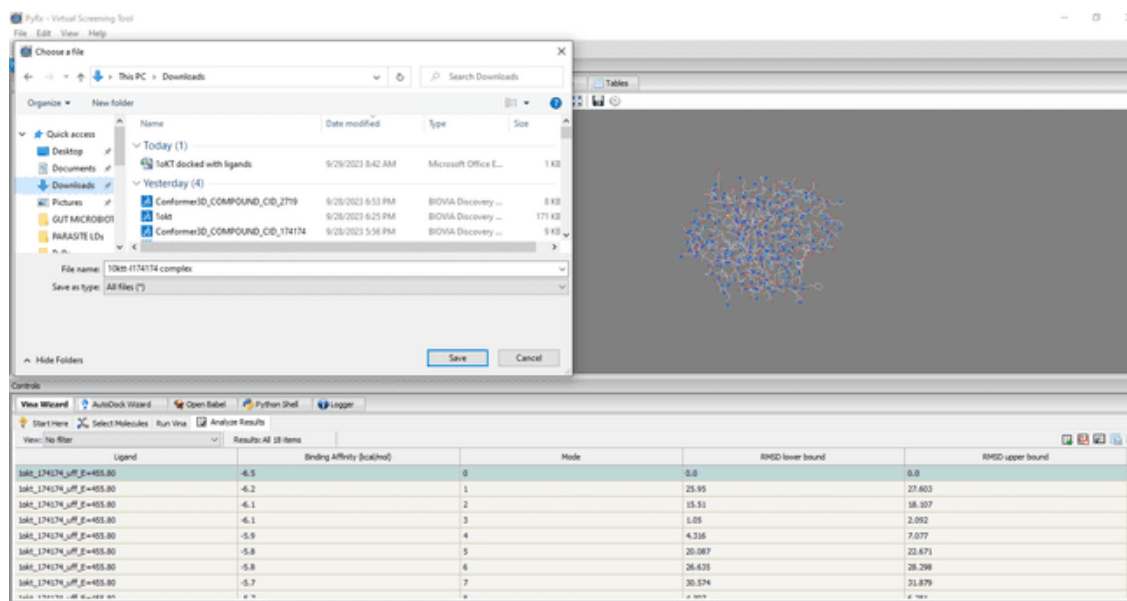 PyRx - Virtual Screening Tool
File Edit View Help
Choose a file
This PC > Downloads
Search Downloads
Tables
Organize
New folder
Name Date modified Type Size
Quick access
Desktop
Documents
Downloads
Pictures
GUT MICROBIOT
PARASITE LDs
Today (1)
1oKT docked with ligands 9/29/2023 8:42 AM Microsoft Office E... 1 KB
Yesterday (4)
Conformer3D_COMPOUND_CID_2719 9/28/2023 6:53 PM BIOVIA Discovery ... 8 KB
1okt 9/28/2023 6:25 PM BIOVIA Discovery ... 171 KB
Conformer3D_COMPOUND_CID_174174 9/28/2023 5:56 PM BIOVIA Discovery ... 9 KB
File name: 10ktt-l174174 complex
Save as type: All files (*)
Hide Folders
Save
Cancel
Controls
Vina Wizard AutoDock Wizard Open Babel Python Shell Logger
Start Here Select Molecules Run Vina Analyze Results
View: No filter Results: All 18 items
Ligand Binding Affinity (kcal/mol) Mode RMSD lower bound RMSD upper bound
1okt_174174_uff_E=455.80 -6.5 0 0.0 0.0
1okt_174174_uff_E=455.80 -6.2 1 25.95 27.603
1okt_174174_uff_E=455.80 -6.1 2 15.51 18.107
1okt_174174_uff_E=455.80 -6.1 3 1.05 2.092
1okt_174174_uff_E=455.80 -5.9 4 4.316 7.077
1okt_174174_uff_E=455.80 -5.8 5 20.087 22.671
1okt_174174_uff_E=455.80 -5.8 6 26.635 28.298
1okt_174174_uff_E=455.80 -5.7 7 30.574 31.879